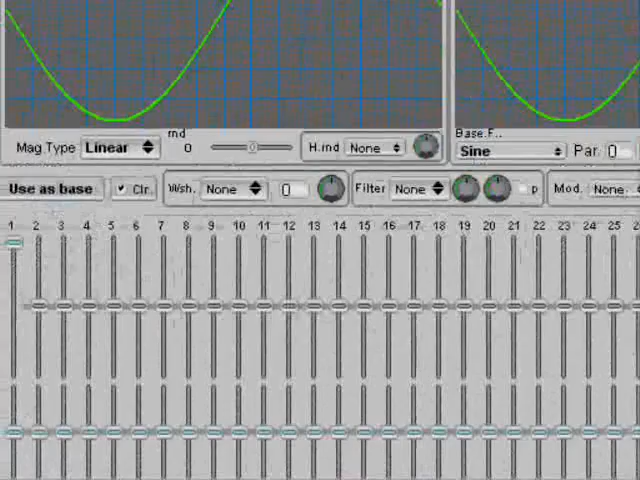 Mag Type Linear rnd 0 H.rnd None
Base.F..
Sine Par. 0
Use as base Clr. Wsh. None 0 Filter None p Mod. None
1 2 3 4 5 6 7 8 9 10 11 12 13 14 15 16 17 18 19 20 21 22 23 24 25